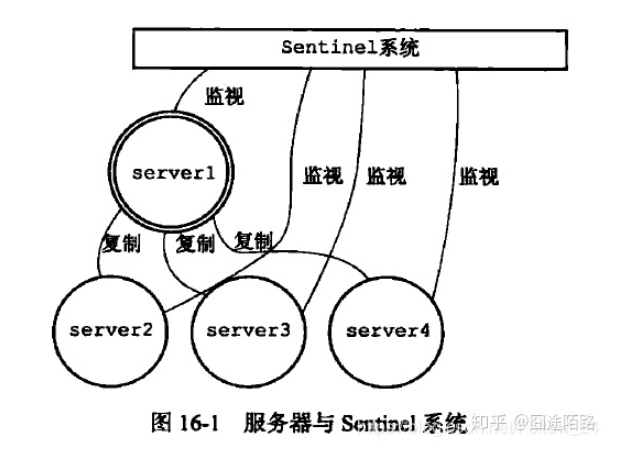 Sentinel系统
监视
server1
监视
监视
监视
复制
复制
复制
server2
server3
server4
图 16-1 服务器与 Sentinel 系统
知乎 @囧途陌路